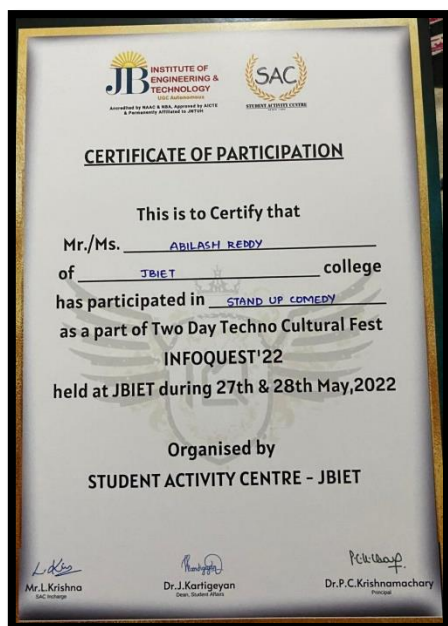 JB INSTITUTE OF
ENGINEERING &
TECHNOLOGY
UGC Autonomous
Accredited by NAAC & NBA, Approved by AICTE
& Permanently Affiliated to JNTUH
SAC
STUDENT ACTIVITY CENTRE
CERTIFICATE OF PARTICIPATION
This is to Certify that
Mr./Ms. ABILASH REDDY
of JBIET college
has participated in STAND UP COMEDY
as a part of Two Day Techno Cultural Fest
INFOQUEST'22
held at JBIET during 27th & 28th May,2022
Organised by
STUDENT ACTIVITY CENTRE - JBIET
Mr.L.Krishna Dr.J.Kartigeyan Dr.P.C.Krishnamachary
SAC Incharge Dean, Student Affairs Principal